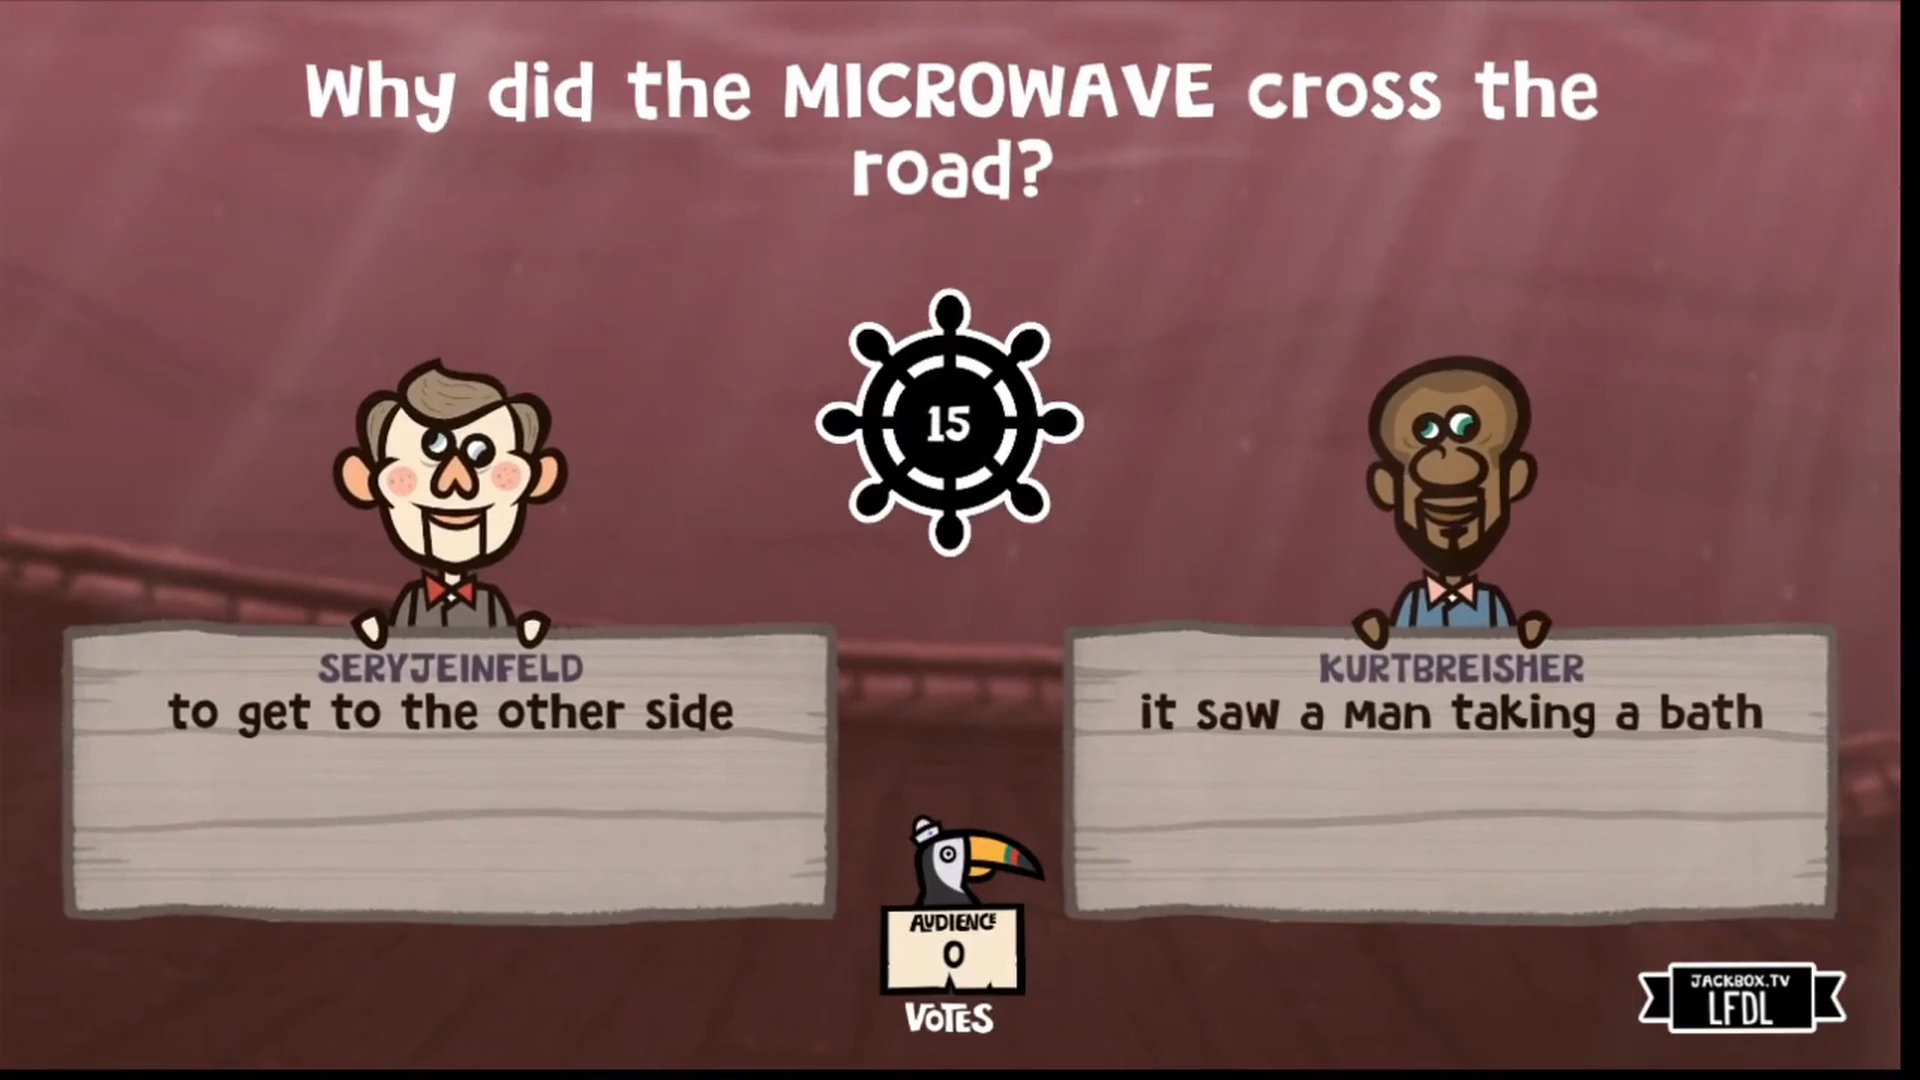 Why did the MICROWAVE cross the
road?
15
SERYJEINFELD
to get to the other side
KURTBREISHER
it saw a man taking a bath
AUDIENCE
0
VOTES
JACKBOX.TV
LFDL